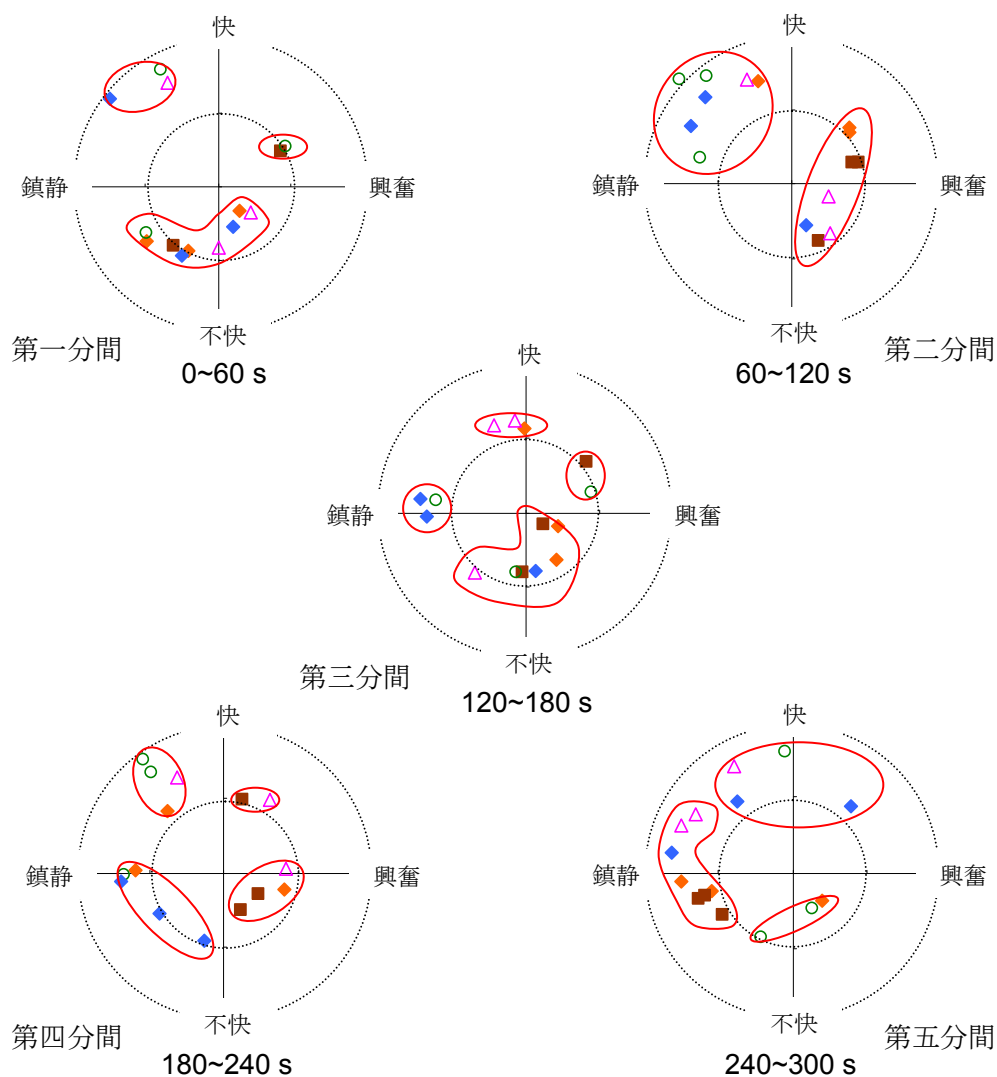 快
鎮静
興奮
不快
第一分間
0~60 s
快
鎮静
興奮
不快
第二分間
60~120 s
快
鎮静
興奮
不快
第三分間
120~180 s
快
鎮静
興奮
不快
第四分間
180~240 s
快
鎮静
興奮
不快
第五分間
240~300 s